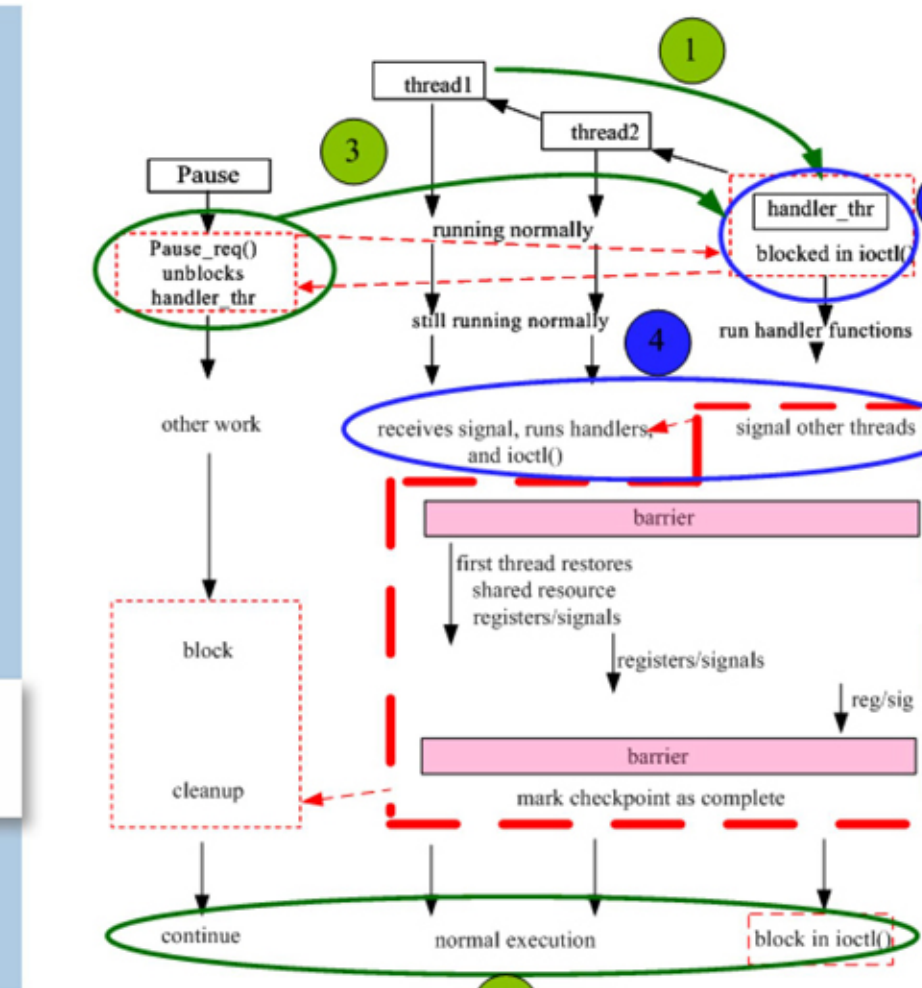 1
thread1
3
thread2
Pause
handler_thr
running normally
Pause_req()
unblocks
handler_thr
blocked in ioctl()
still running normally
4
run handler functions
other work
receives signal, runs handlers,
and ioctl()
signal other threads
barrier
first thread restores
shared resource
registers/signals
block
registers/signals
reg/sig
barrier
cleanup
mark checkpoint as complete
continue
normal execution
block in ioctl()